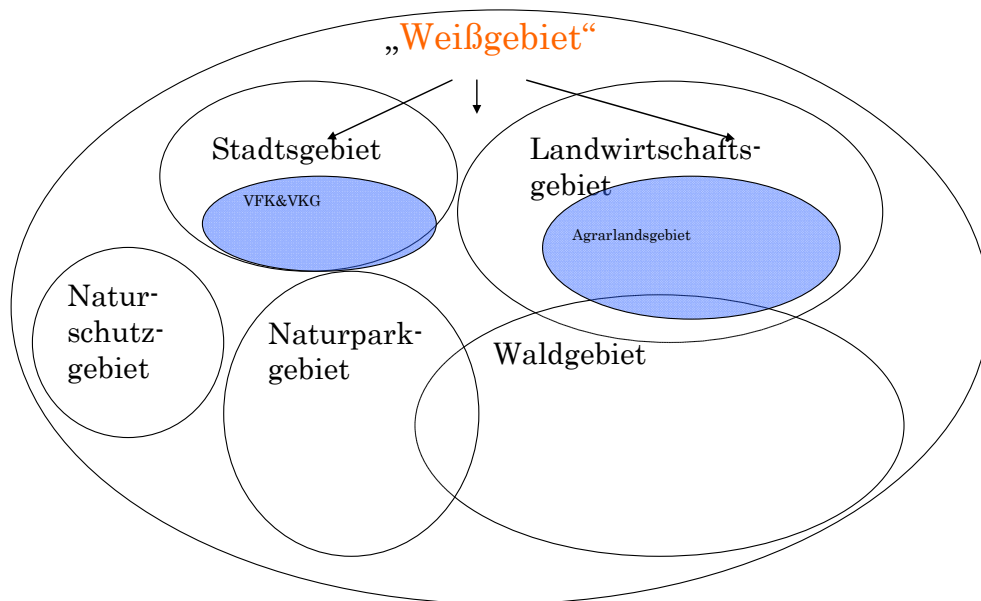 „Weißgebiet“
Stadtsgebiet
VFK&VKG
Landwirtschafts-
gebiet
Agrarlandsgebiet
Natur-
schutz-
gebiet
Naturpark-
gebiet
Waldgebiet